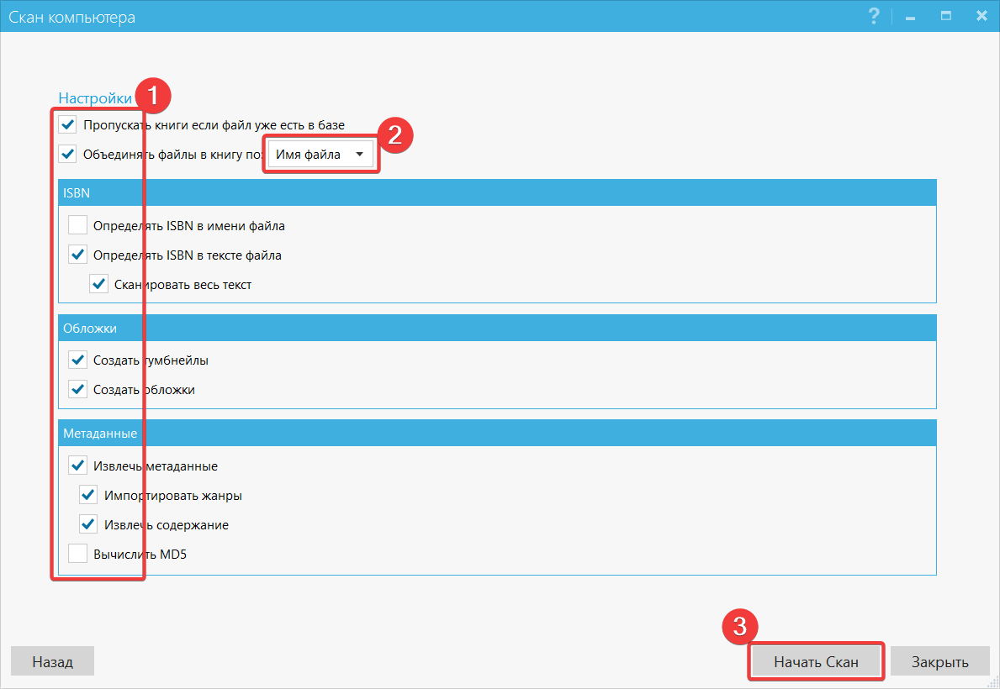 Скан компьютера ?
Настройки 1
Пропускать книги если файл уже есть в базе
2
Объединять файлы в книгу по: Имя файла
ISBN
Определять ISBN в имени файла
Определять ISBN в тексте файла
Сканировать весь текст
Обложки
Создать тумбнейлы
Создать обложки
Метаданные
Извлечь метаданные
Импортировать жанры
Извлечь содержание
Вычислить MD5
3
Назад Начать Скан Закрыть